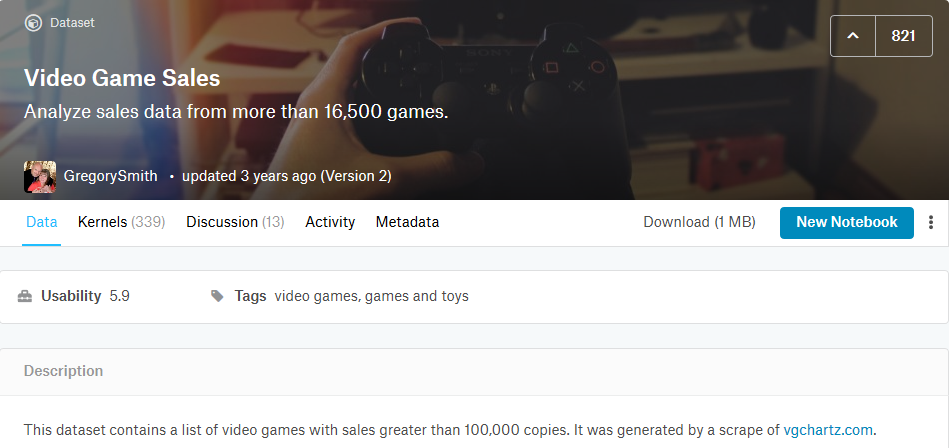 Dataset
821
Video Game Sales
Analyze sales data from more than 16,500 games.
GregorySmith • updated 3 years ago (Version 2)
Data Kernels (339) Discussion (13) Activity Metadata Download (1 MB) New Notebook
Usability 5.9 Tags video games, games and toys
Description
This dataset contains a list of video games with sales greater than 100,000 copies. It was generated by a scrape of vgchartz.com.
SONY